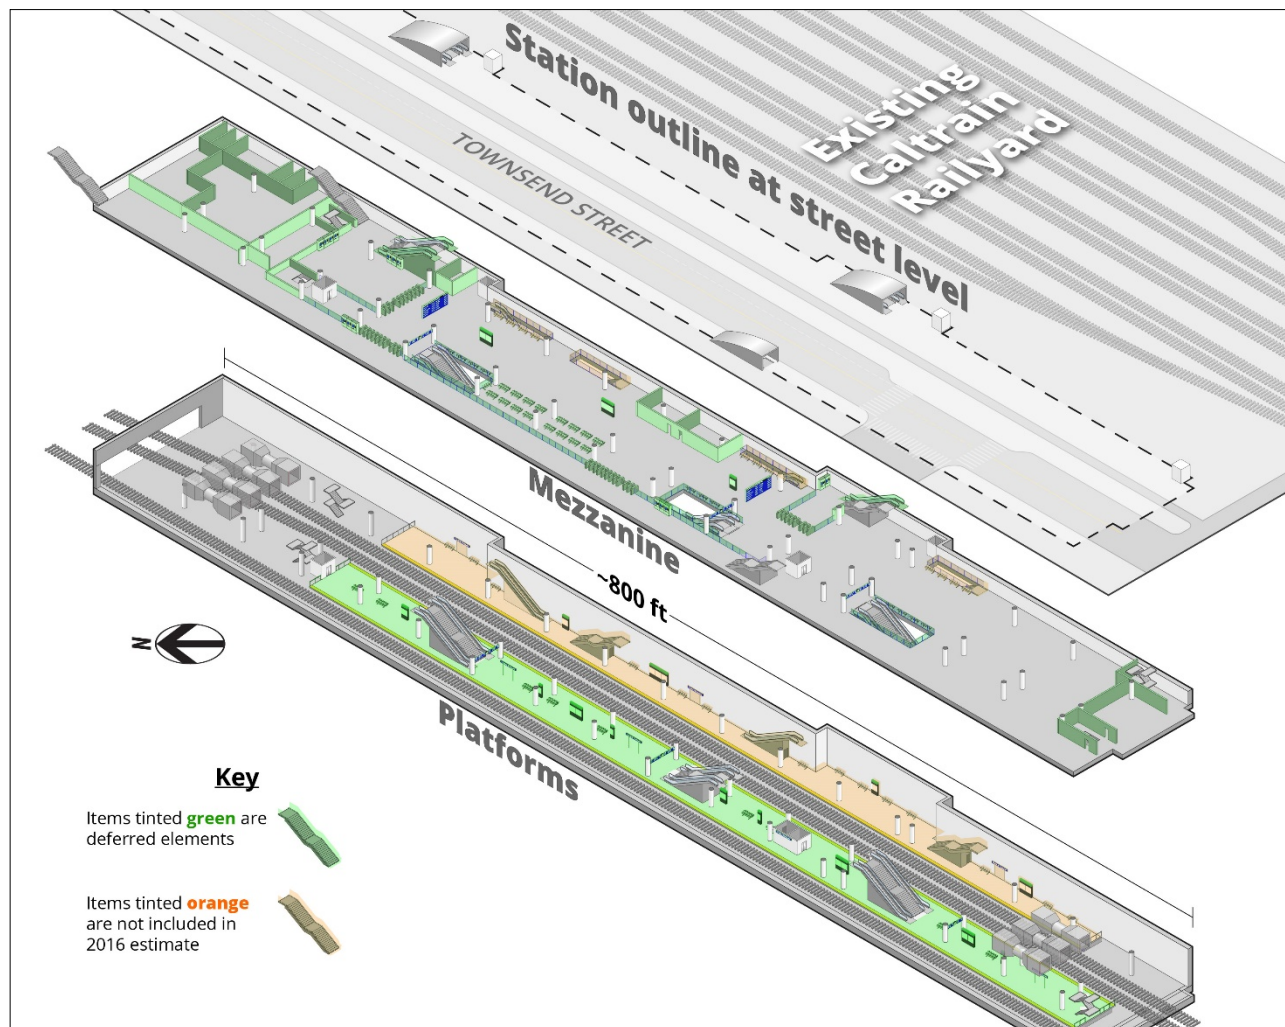 Station outline at street level
Existing
Caltrain
Railyard
TOWNSEND STREET
Mezzanine
~800 ft
N
Platforms
Key
Items tinted green are
deferred elements
Items tinted orange
are not included in
2016 estimate